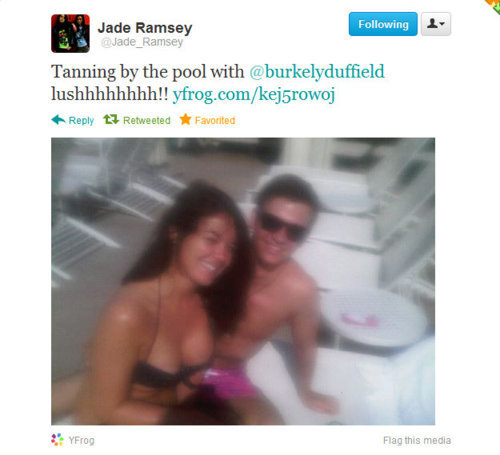 Jade Ramsey
@Jade_Ramsey
Following
Tanning by the pool with @burkelyduffield
lushhhhhhhh!! yfrog.com/kej5rowoj
Reply Retweeted Favorited
YFrog
Flag this media